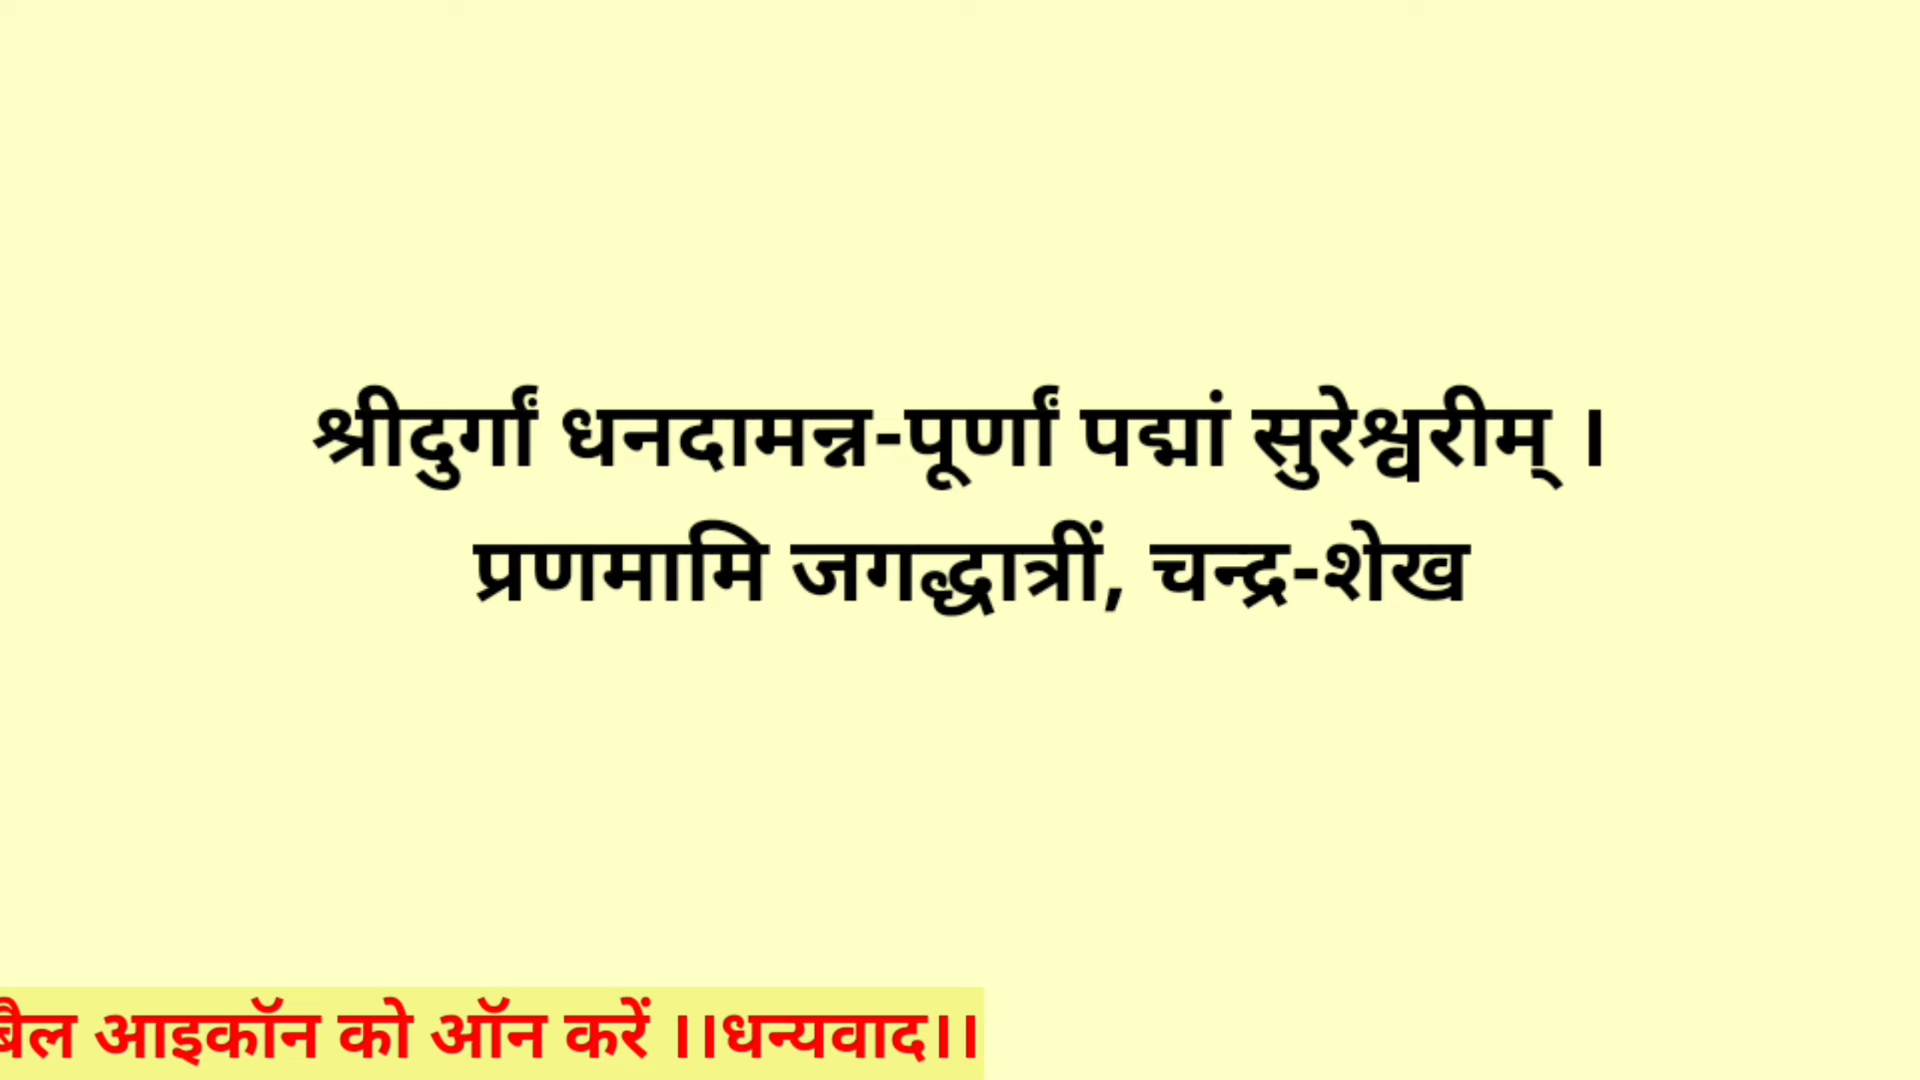 श्रीदुर्गां धनदामन्न-पूर्णां पद्मां सुरेश्वरीम् ।
प्रणमामि जगद्धात्रीं, चन्द्र-शेख
बैल आइकॉन को ऑन करें ।।धन्यवाद।।